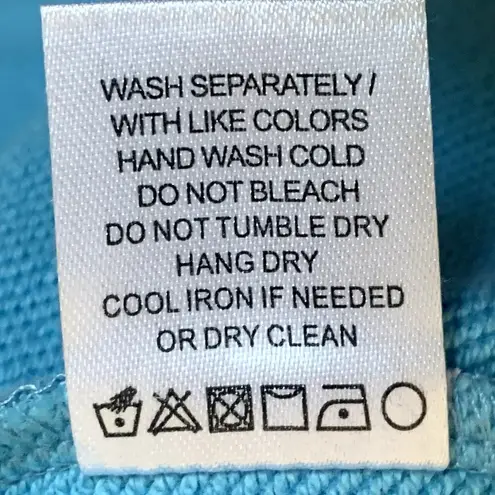 WASH SEPARATELY /
WITH LIKE COLORS
HAND WASH COLD
DO NOT BLEACH
DO NOT TUMBLE DRY
HANG DRY
COOL IRON IF NEEDED
OR DRY CLEAN